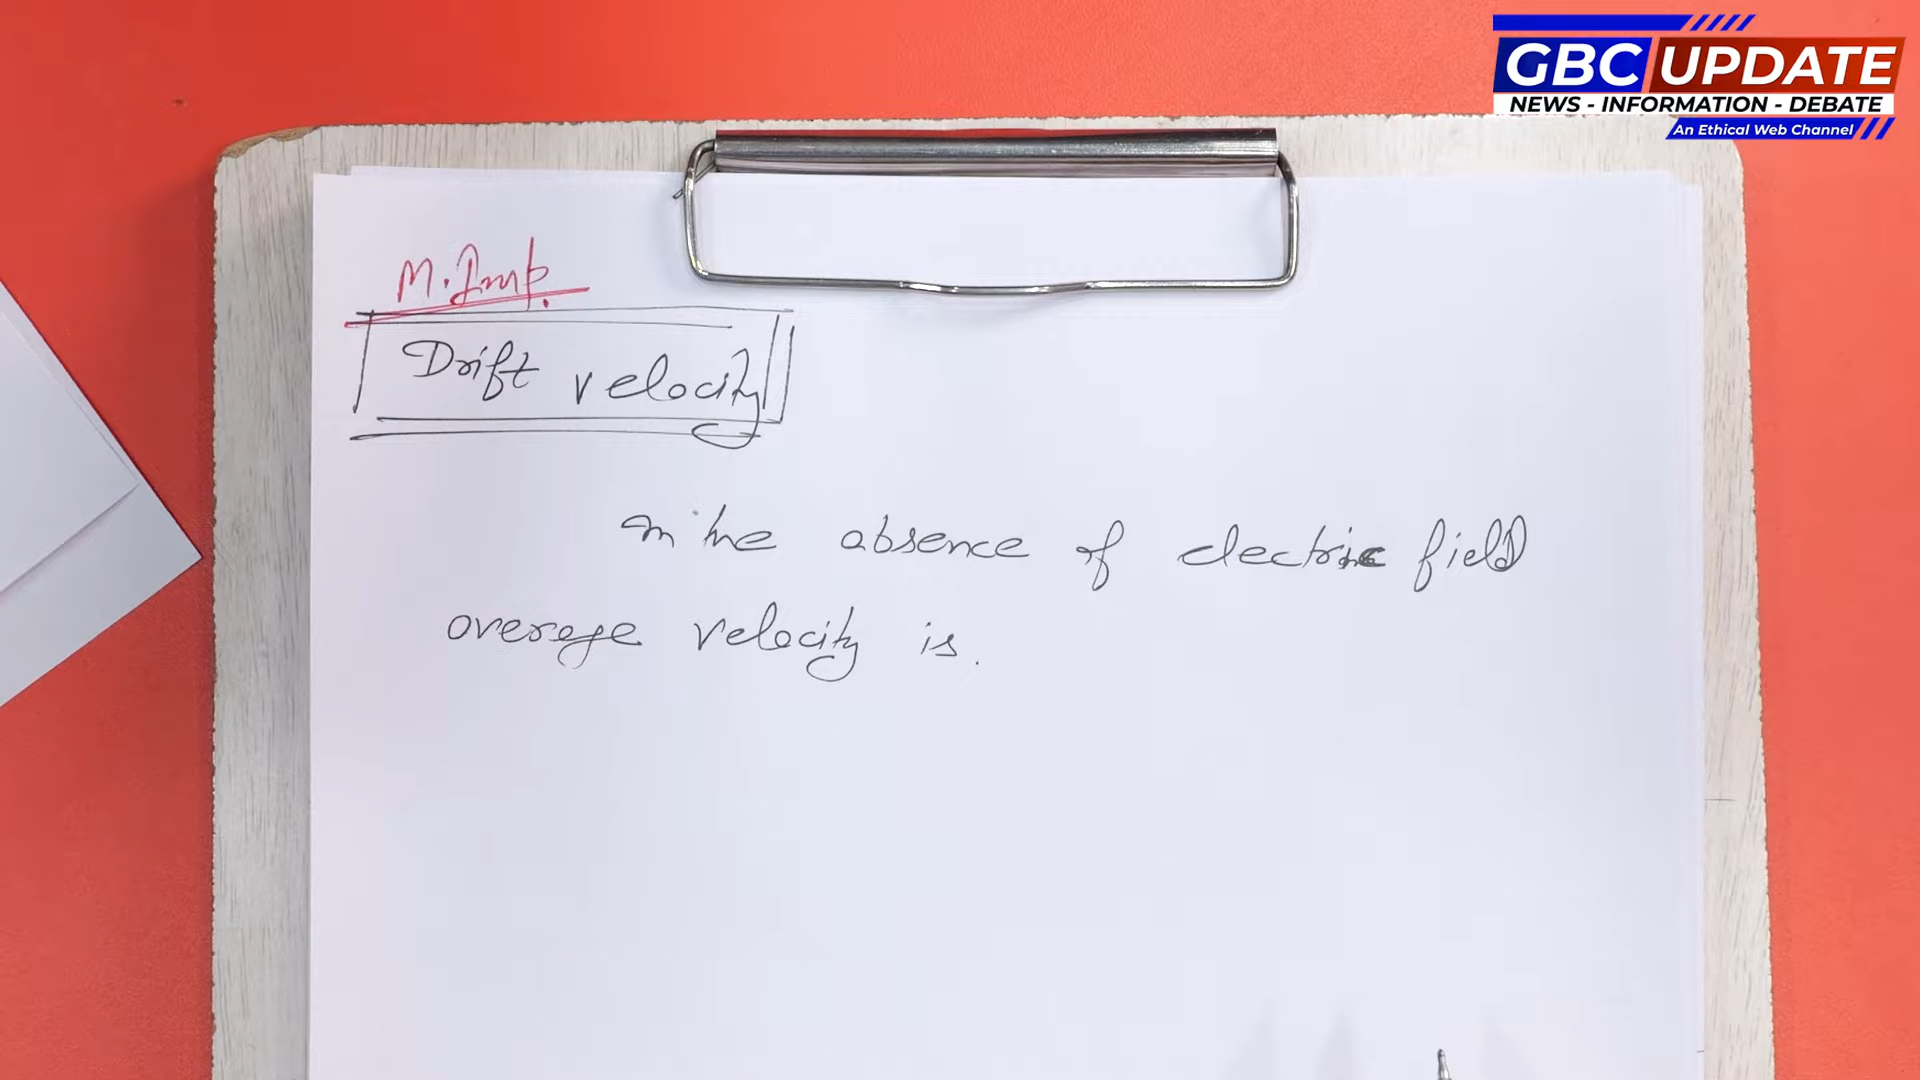 GBC UPDATE
NEWS - INFORMATION - DEBATE
An Ethical Web Channel
M. Imp.
Drift velocity
In the absence of electric field
average velocity is.